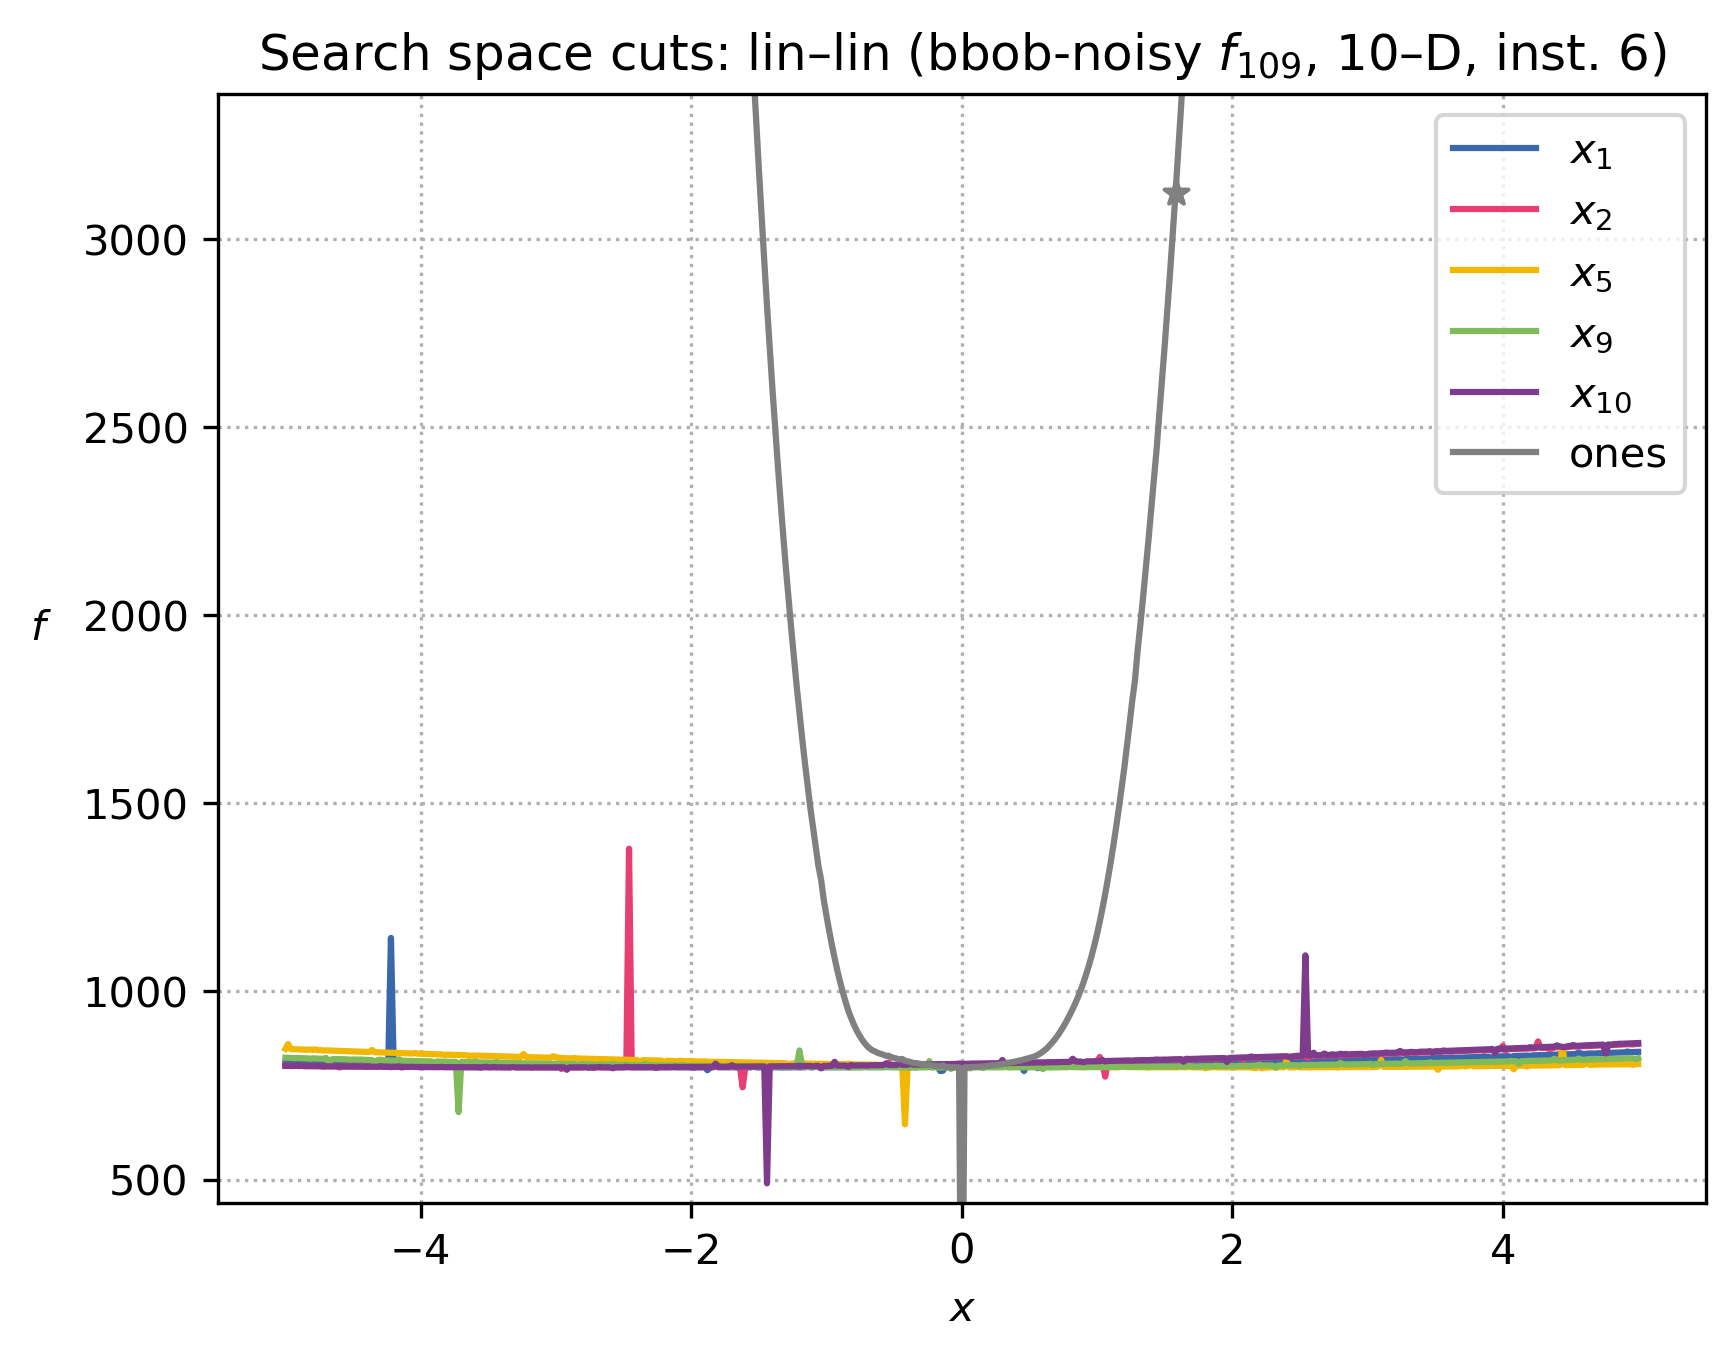 Search space cuts: lin–lin (bbob-noisy f₁₀₉, 10–D, inst. 6)
x₁
x₂
x₅
x₉
x₁₀
ones
3000
2500
2000
1500
1000
500
f
−4 −2 0 2 4
x